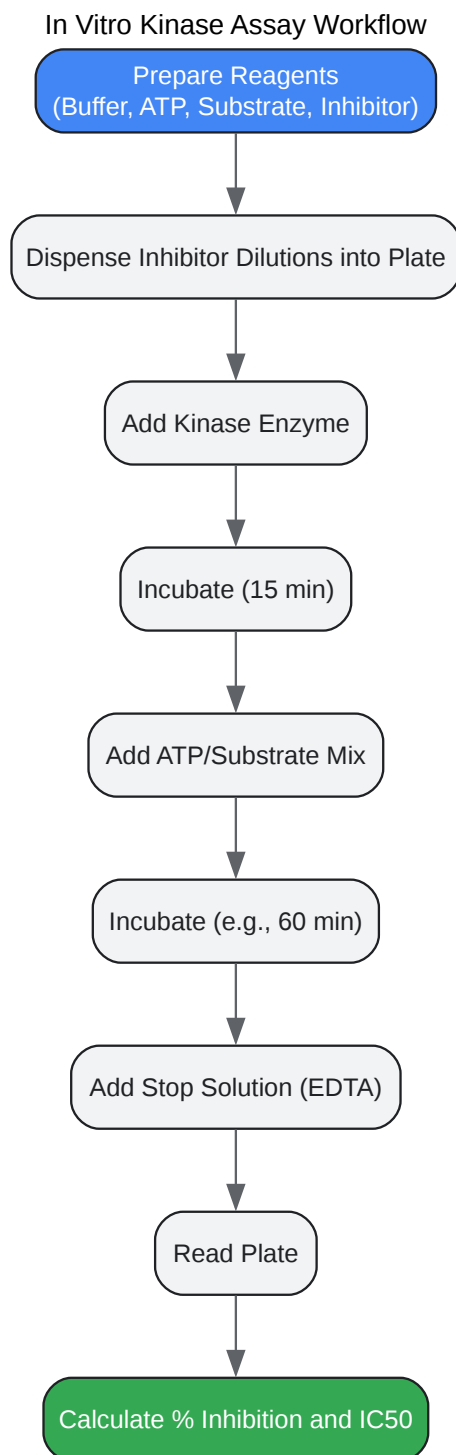 In Vitro Kinase Assay Workflow
Prepare Reagents
(Buffer, ATP, Substrate, Inhibitor)
Dispense Inhibitor Dilutions into Plate
Add Kinase Enzyme
Incubate (15 min)
Add ATP/Substrate Mix
Incubate (e.g., 60 min)
Add Stop Solution (EDTA)
Read Plate
Calculate % Inhibition and IC50